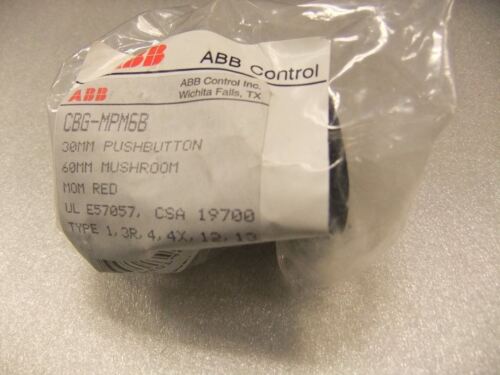 ABB
ABB Control
ABB Control Inc.
Wichita Falls, TX
ABB
CBG-MPM6B
30MM PUSHBUTTON
60MM MUSHROOM
MOM RED
UL E57057, CSA 19700
TYPE 1,3R,4,4X,12,13